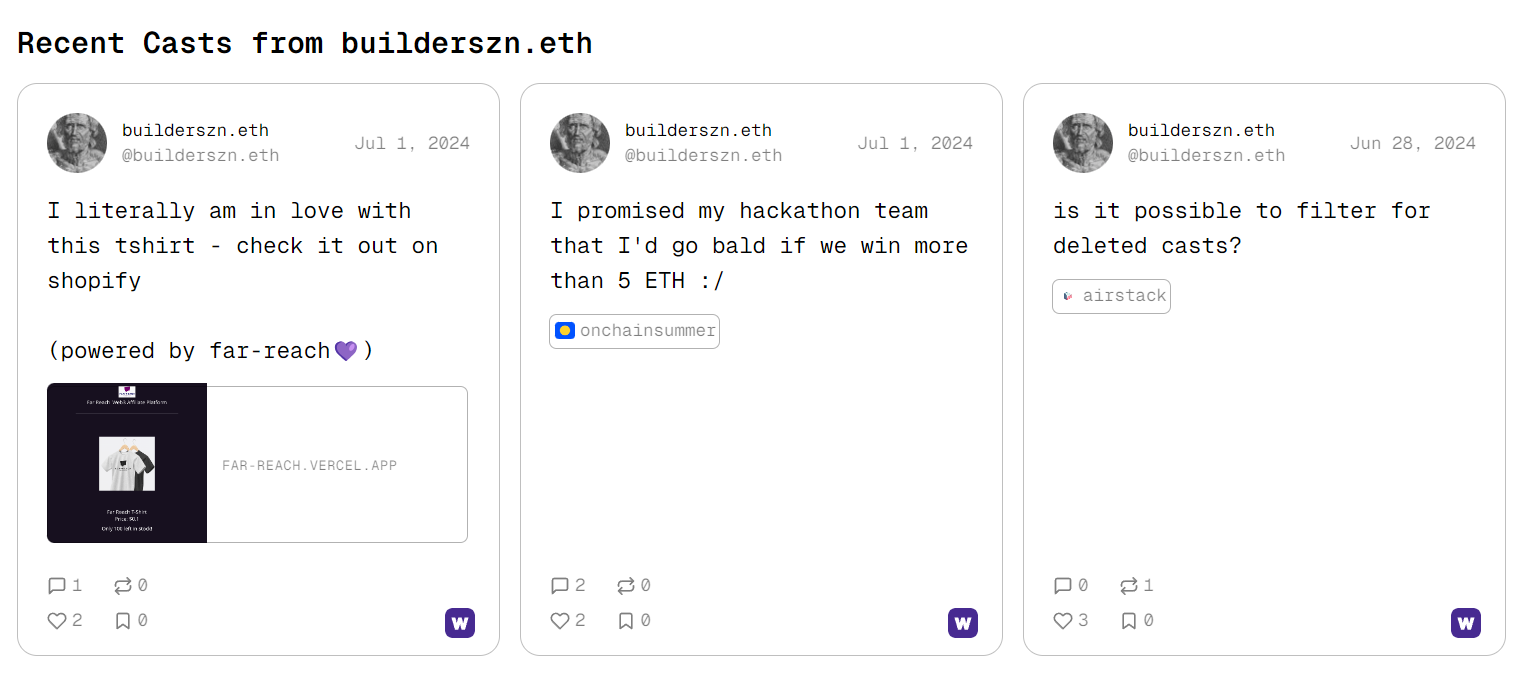 Recent Casts from builderszn.eth
builderszn.eth
@builderszn.eth
Jul 1, 2024
I literally am in love with
this tshirt - check it out on
shopify
(powered by far-reach💜)
Far Reach: Web3 Affiliate Platform
Far Reach T-Shirt
Price: $0.1
Only 100 left in stock!
FAR-REACH.VERCEL.APP
1 0
2 0
W
builderszn.eth
@builderszn.eth
Jul 1, 2024
I promised my hackathon team
that I'd go bald if we win more
than 5 ETH :/
onchainsummer
2 0
2 0
W
builderszn.eth
@builderszn.eth
Jun 28, 2024
is it possible to filter for
deleted casts?
airstack
0 1
3 0
W